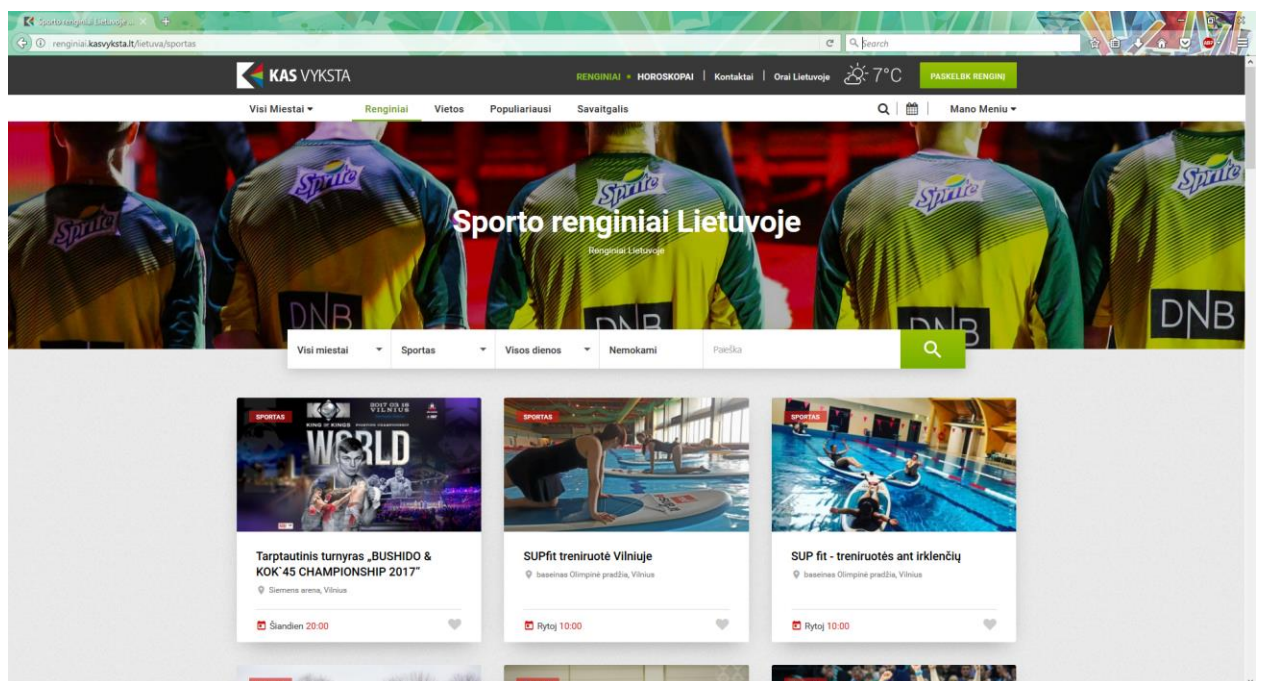 Sporto renginiai Lietuvoje
renginiai.kasvyksta.lt/lietuva/sportas
Search
KAS VYKSTA
RENGINIAI • HOROSKOPAI | Kontaktai | Orai Lietuvoje 7°C PASKELBK RENGINĮ
Visi Miestai Renginiai Vietos Populiariausi Savaitgalis Mano Meniu
Sprite Sprite Sprite Sprite Sprite
Sporto renginiai Lietuvoje
Renginiai Lietuvoje
DNB DNB DNB DNB
Visi miestai Sportas Visos dienos Nemokami Paieška
SPORTAS
2017 03 18
VILNIUS
KING OF KINGS
WORLD
Tarptautinis turnyras „BUSHIDO &
KOK`45 CHAMPIONSHIP 2017”
Siemens arena, Vilnius
Šiandien 20:00
SPORTAS
SUPfit treniruotė Vilniuje
baseinas Olimpinė pradžia, Vilnius
Rytoj 10:00
SPORTAS
SUP fit - treniruotės ant irklenčių
baseinas Olimpinė pradžia, Vilnius
Rytoj 10:00